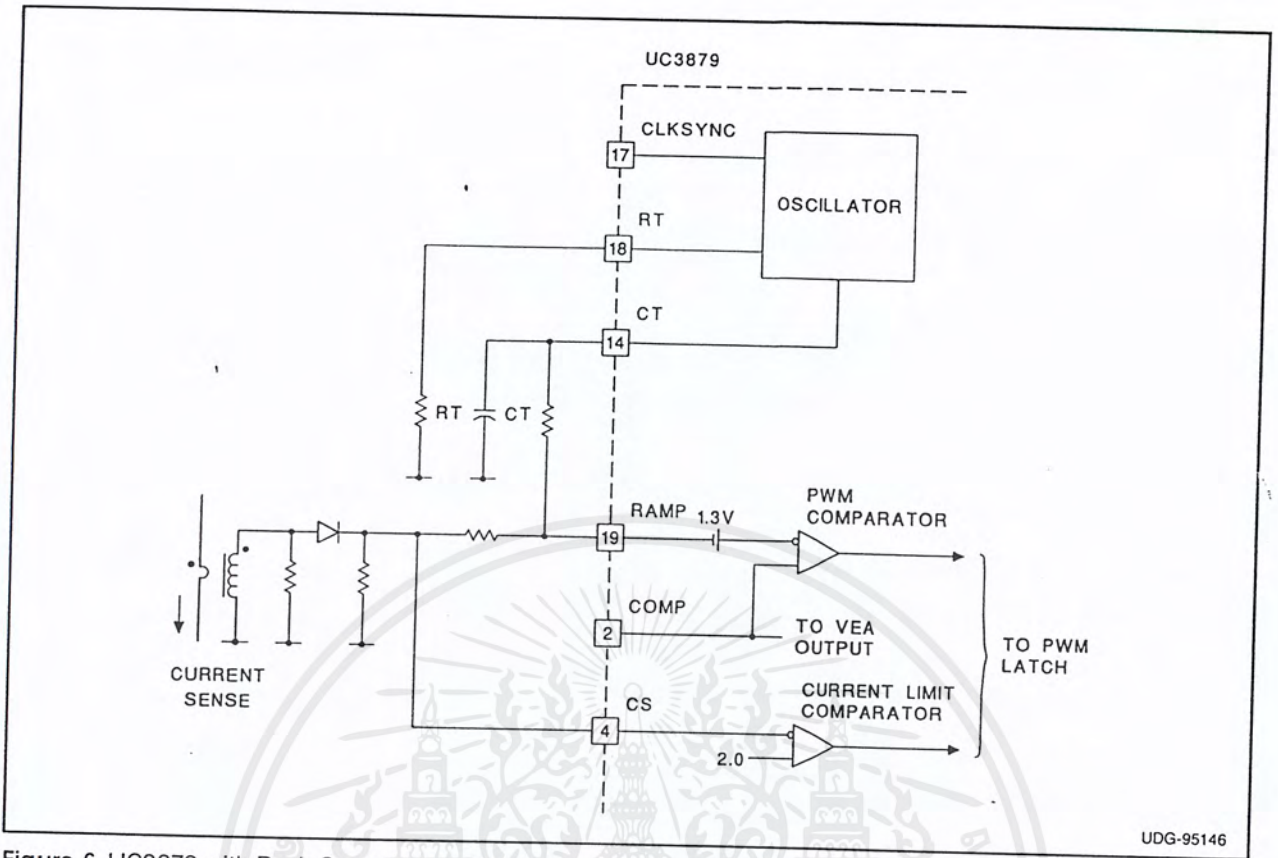 UC3879
CLKSYNC
17
OSCILLATOR
RT
18
CT
14
RT
CT
RAMP
1.3V
PWM
COMPARATOR
19
COMP
2
TO VEA
OUTPUT
TO PWM
LATCH
CURRENT
SENSE
CS
CURRENT LIMIT
COMPARATOR
4
2.0
UDG-95146